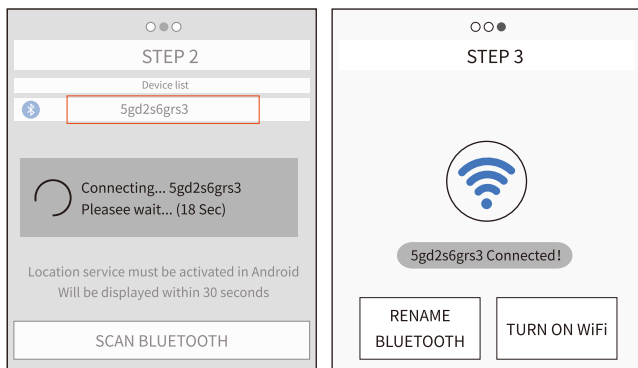 STEP 2
Device list
5gd2s6grs3
Connecting... 5gd2s6grs3
Pleasee wait... (18 Sec)
Location service must be activated in Android
Will be displayed within 30 seconds
SCAN BLUETOOTH
STEP 3
5gd2s6grs3 Connected!
RENAME
BLUETOOTH
TURN ON WiFi